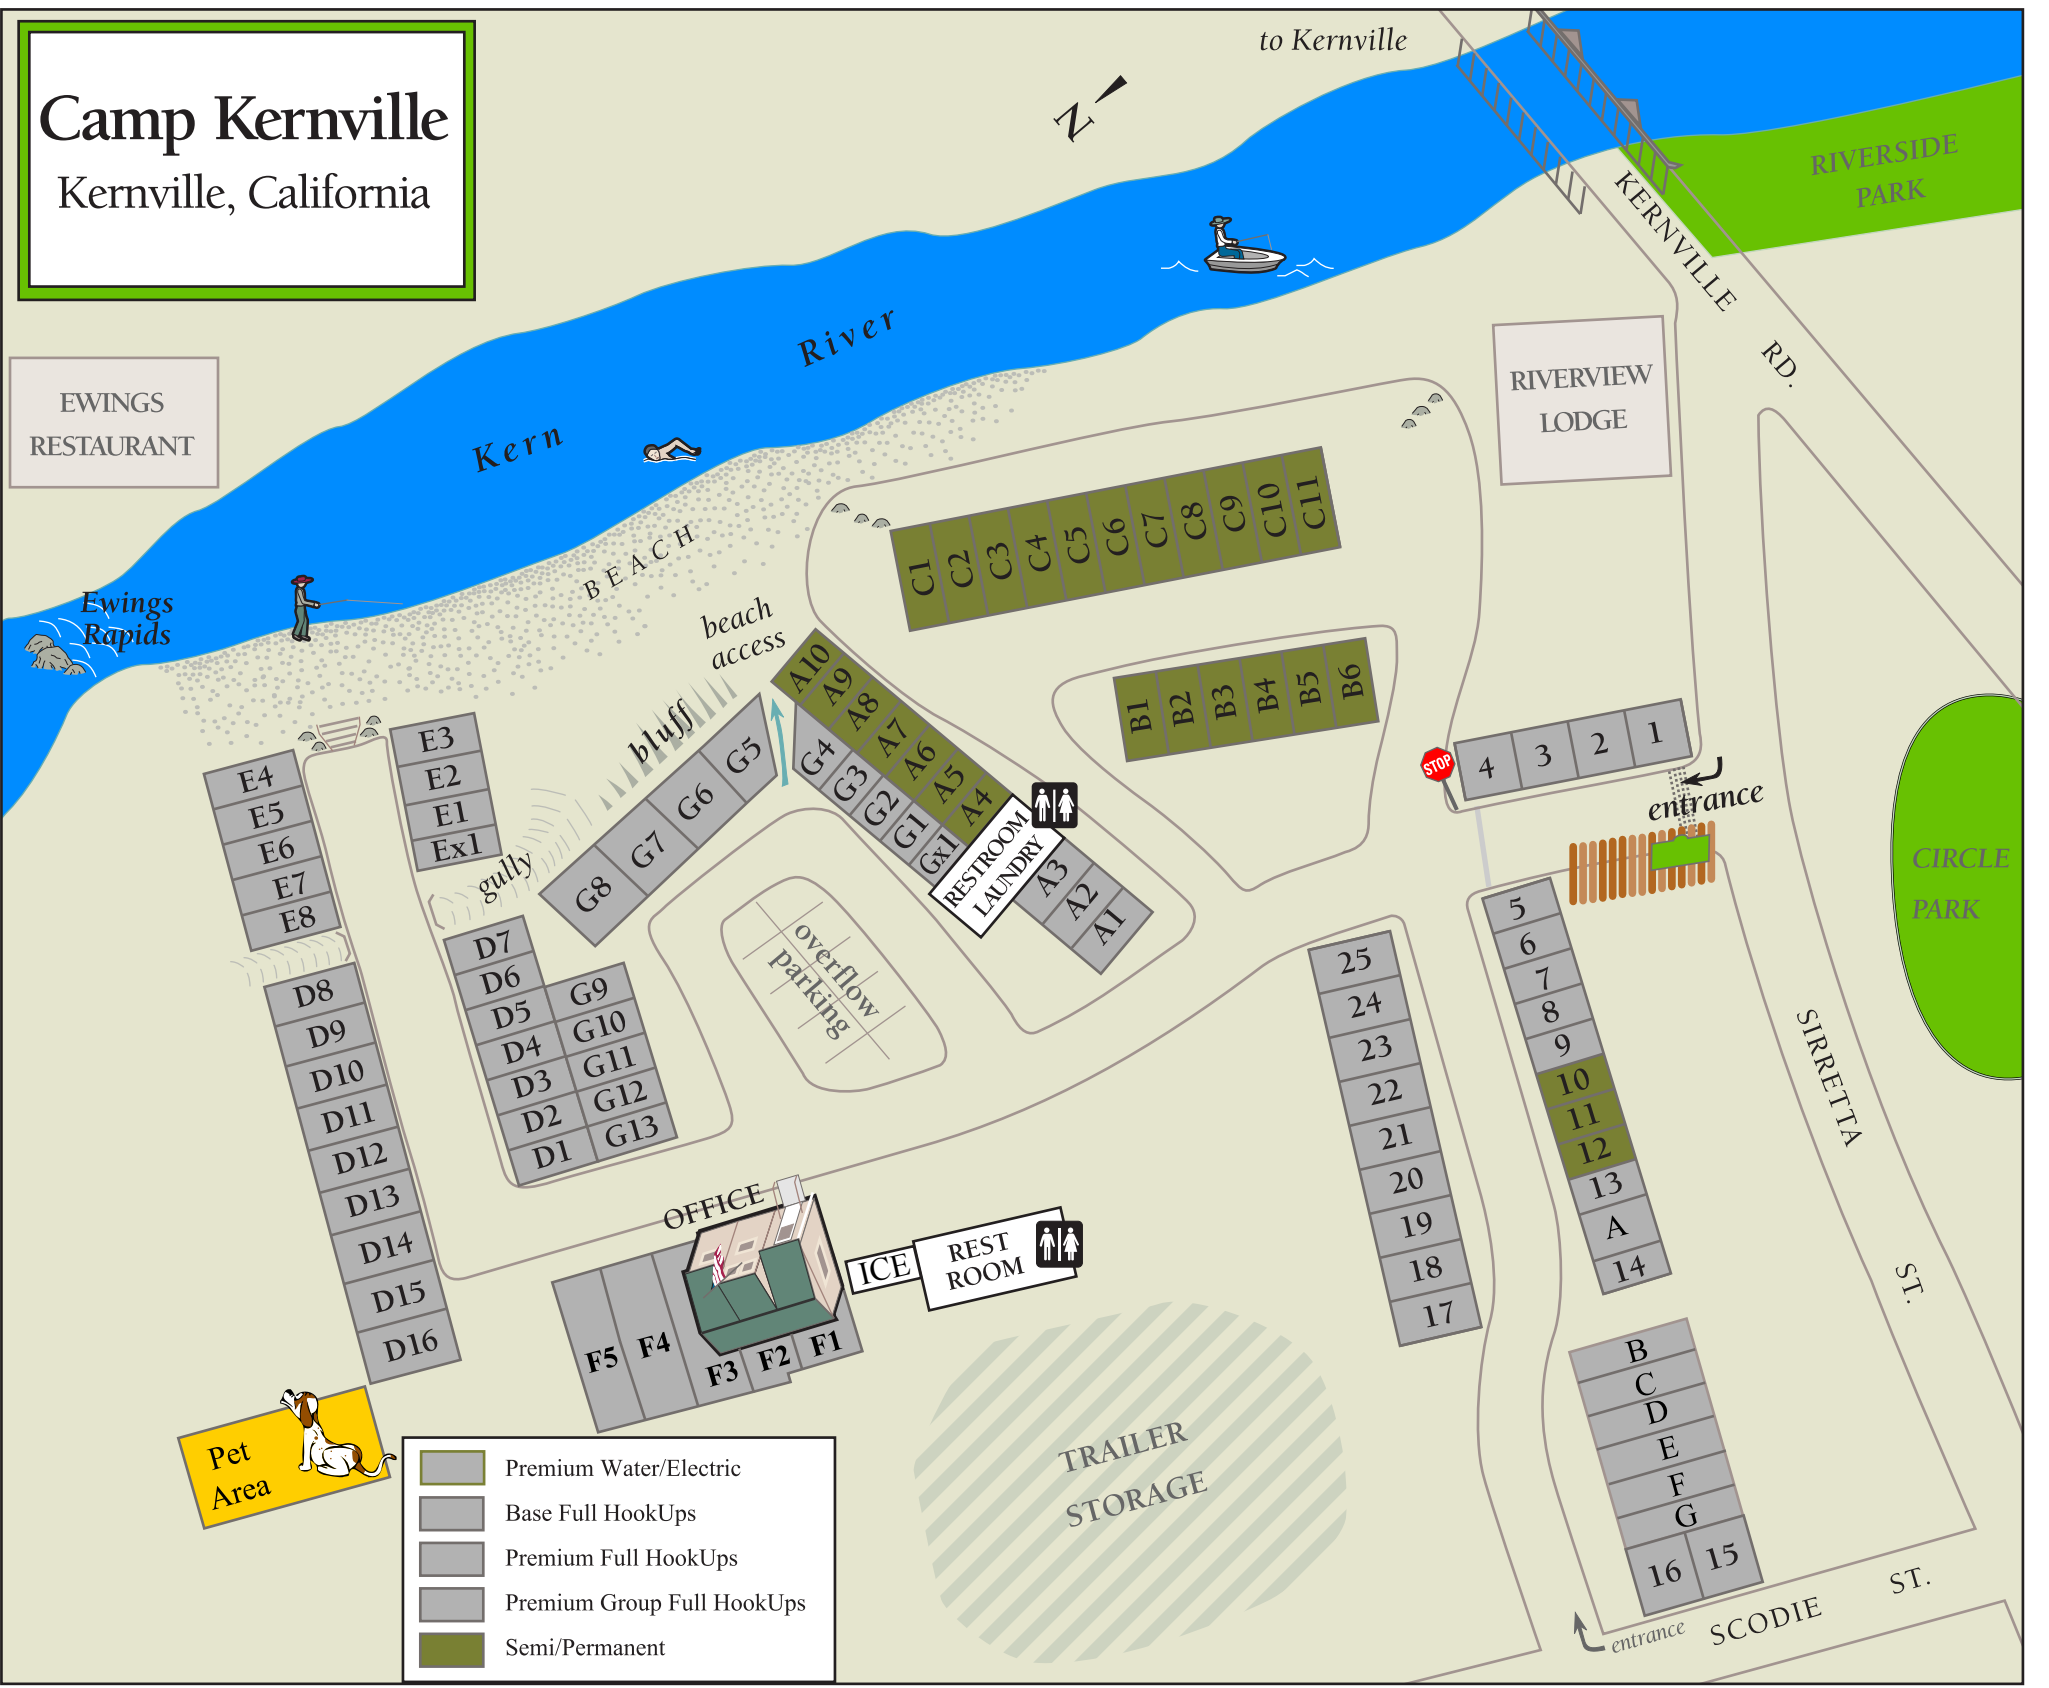 Camp Kernville
Kernville, California
to Kernville
N
RIVERSIDE
PARK
KERNVILLE
RD.
EWINGS
RESTAURANT
River
Kern
RIVERVIEW
LODGE
BEACH
Ewings
Rapids
beach
access
bluff
gully
C1
C2
C3
C4
C5
C6
C7
C8
C9
C10
C11
B1
B2
B3
B4
B5
B6
A10
A9
A8
A7
A6
A5
A4
G4
G3
G2
G1
Gx1
RESTROOM
LAUNDRY
A3
A2
A1
STOP
4
3
2
1
entrance
CIRCLE
PARK
E3
E2
E1
Ex1
E4
E5
E6
E7
E8
G5
G6
G7
G8
overflow
parking
D7
D6
D5
D4
D3
D2
D1
G9
G10
G11
G12
G13
D8
D9
D10
D11
D12
D13
D14
D15
D16
25
24
23
22
21
20
19
18
17
5
6
7
8
9
10
11
12
13
A
14
B
C
D
E
F
G
16
15
SIRRETTA
ST.
OFFICE
ICE
REST
ROOM
F5
F4
F3
F2
F1
TRAILER
STORAGE
Pet
Area
Premium Water/Electric
Base Full HookUps
Premium Full HookUps
Premium Group Full HookUps
Semi/Permanent
entrance
SCODIE
ST.